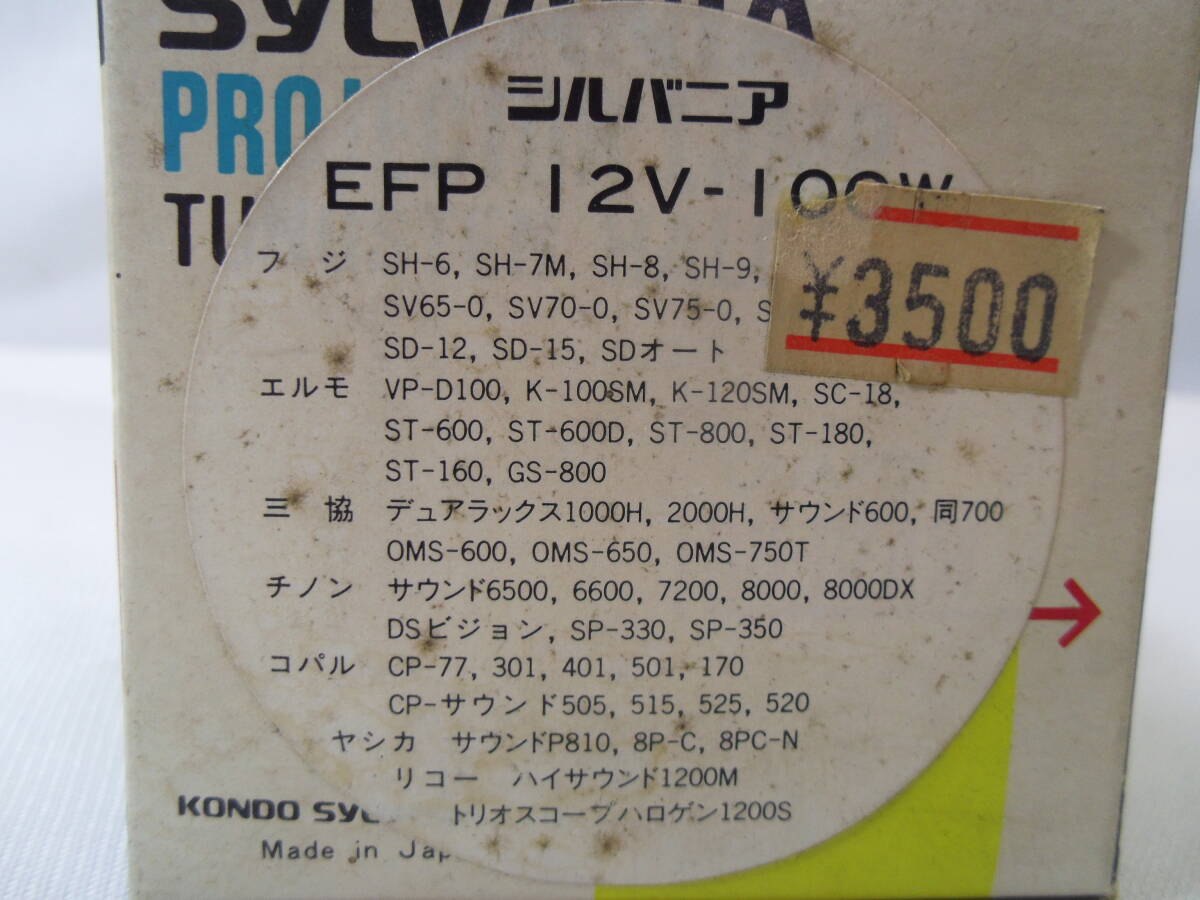 シルバニア
EFP 12V-100W
¥3500
フジ SH-6, SH-7M, SH-8, SH-9,
SV65-0, SV70-0, SV75-0,
SD-12, SD-15, SDオート
エルモ VP-D100, K-100SM, K-120SM, SC-18,
ST-600, ST-600D, ST-800, ST-180,
ST-160, GS-800
三協 デュアラックス1000H, 2000H, サウンド600, 同700
OMS-600, OMS-650, OMS-750T
チノン サウンド6500, 6600, 7200, 8000, 8000DX
DSビジョン, SP-330, SP-350
コパル CP-77, 301, 401, 501, 170
CP-サウンド505, 515, 525, 520
ヤシカ サウンドP810, 8P-C, 8PC-N
リコー ハイサウンド1200M
トリオスコープハロゲン1200S
KONDO
Made in